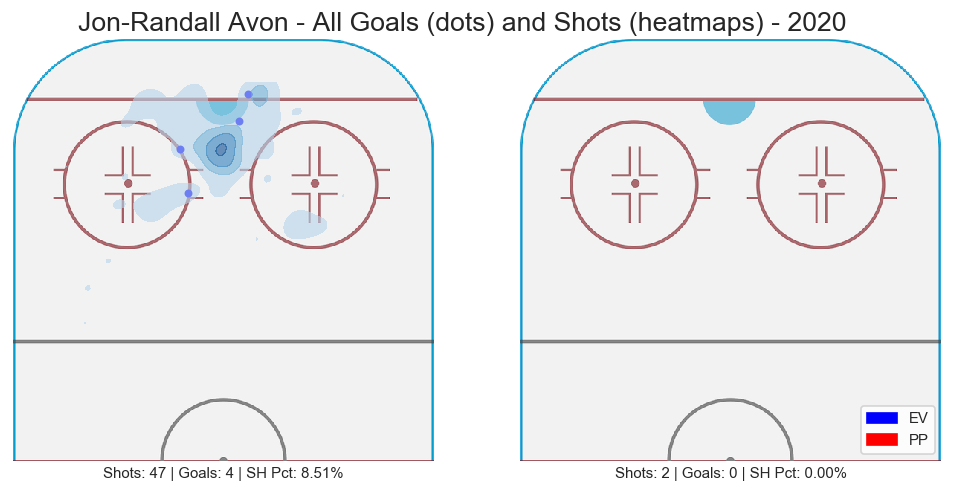 Jon-Randall Avon - All Goals (dots) and Shots (heatmaps) - 2020
EV
PP
Shots: 47 | Goals: 4 | SH Pct: 8.51%
Shots: 2 | Goals: 0 | SH Pct: 0.00%